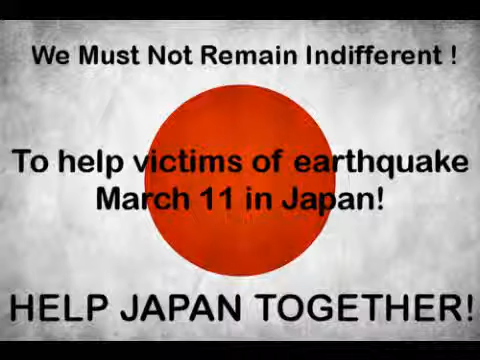 We Must Not Remain Indifferent !
To help victims of earthquake
March 11 in Japan!
HELP JAPAN TOGETHER!